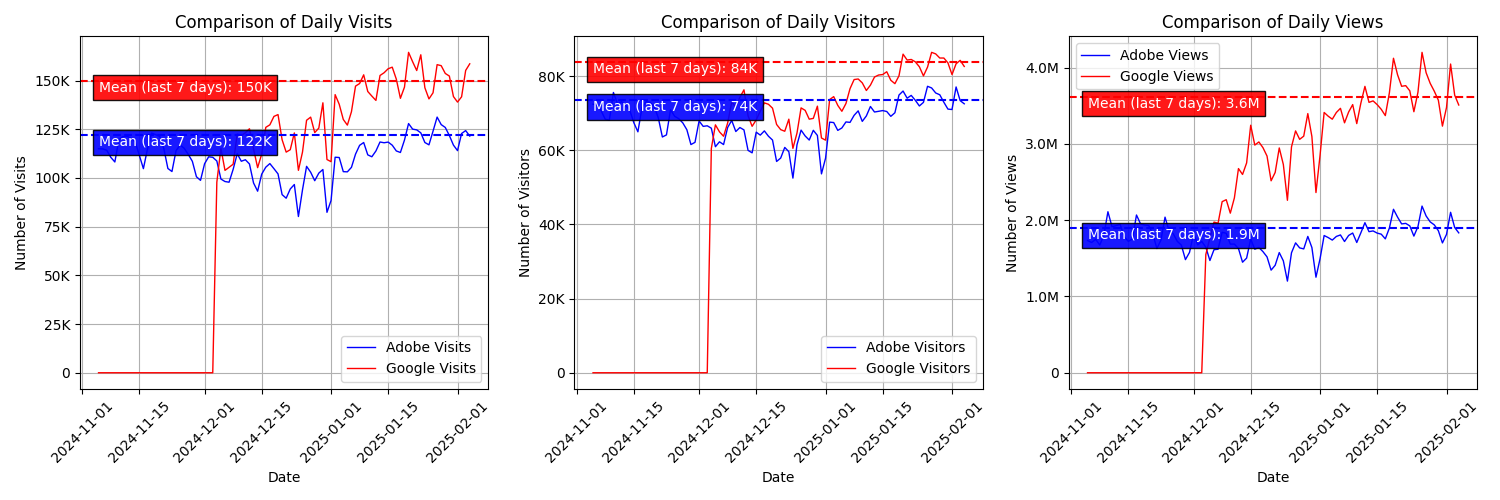 Comparison of Daily Visits
Number of Visits
150K
125K
100K
75K
50K
25K
0
Mean (last 7 days): 150K
Mean (last 7 days): 122K
Adobe Visits
Google Visits
2024-11-01
2024-11-15
2024-12-01
2024-12-15
2025-01-01
2025-01-15
2025-02-01
Date
Comparison of Daily Visitors
Number of Visitors
80K
60K
40K
20K
0
Mean (last 7 days): 84K
Mean (last 7 days): 74K
Adobe Visitors
Google Visitors
2024-11-01
2024-11-15
2024-12-01
2024-12-15
2025-01-01
2025-01-15
2025-02-01
Date
Comparison of Daily Views
Number of Views
4.0M
3.0M
2.0M
1.0M
0
Adobe Views
Google Views
Mean (last 7 days): 3.6M
Mean (last 7 days): 1.9M
2024-11-01
2024-11-15
2024-12-01
2024-12-15
2025-01-01
2025-01-15
2025-02-01
Date